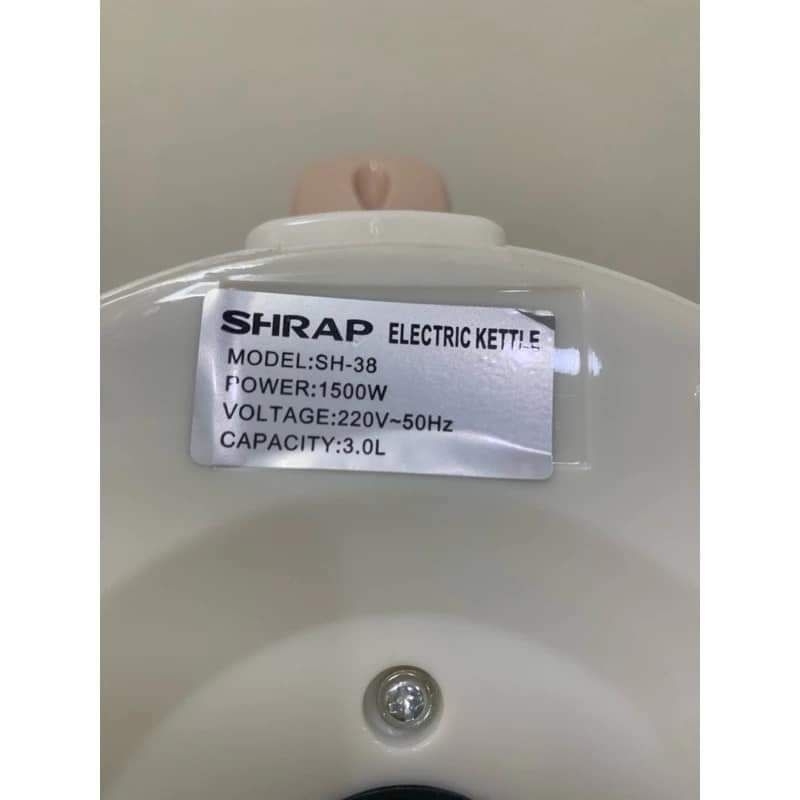 SHRAP ELECTRIC KETTLE
MODEL:SH-38
POWER:1500W
VOLTAGE:220V~50Hz
CAPACITY:3.0L